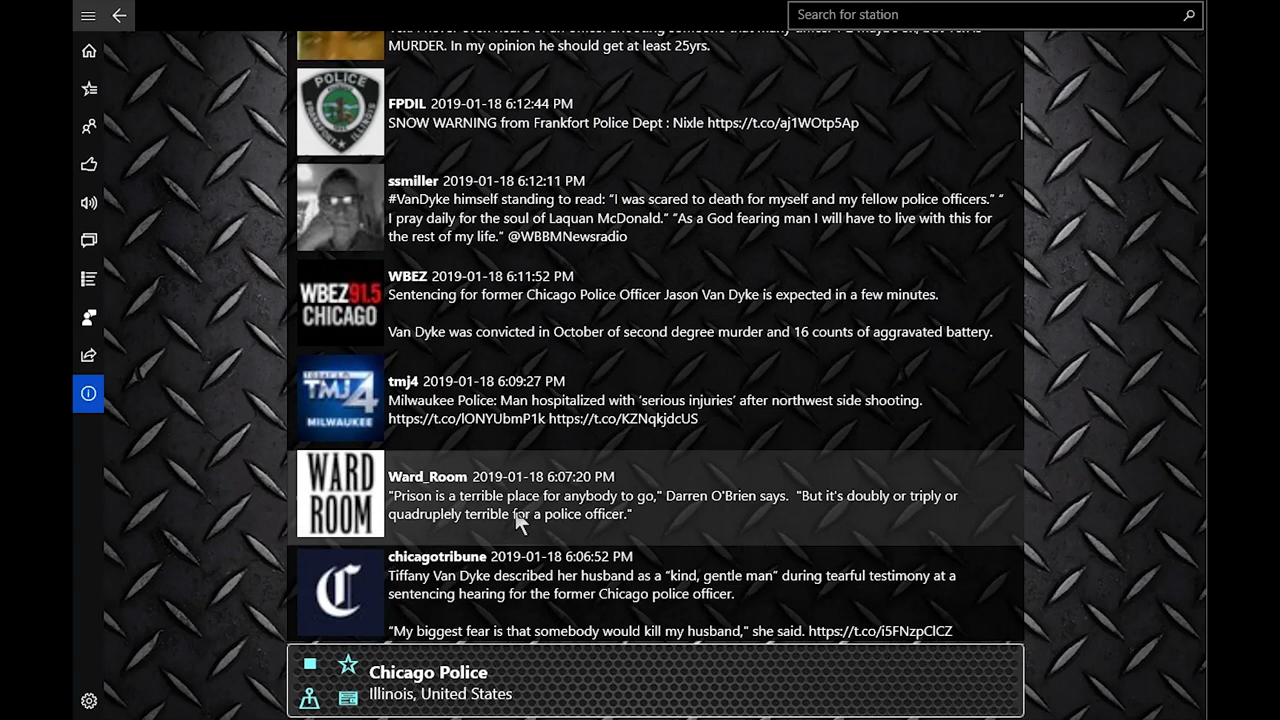 Search for station
MURDER. In my opinion he should get at least 25yrs.
POLICE
FRANKFORT ILLINOIS
FPDIL 2019-01-18 6:12:44 PM
SNOW WARNING from Frankfort Police Dept : Nixle https://t.co/aj1WOtp5Ap
ssmiller 2019-01-18 6:12:11 PM
#VanDyke himself standing to read: “I was scared to death for myself and my fellow police officers.” “
I pray daily for the soul of Laquan McDonald.” “As a God fearing man I will have to live with this for
the rest of my life.” @WBBMNewsradio
WBEZ91.5
CHICAGO
WBEZ 2019-01-18 6:11:52 PM
Sentencing for former Chicago Police Officer Jason Van Dyke is expected in a few minutes.
Van Dyke was convicted in October of second degree murder and 16 counts of aggravated battery.
TODAY'S
TMJ4
MILWAUKEE
tmj4 2019-01-18 6:09:27 PM
Milwaukee Police: Man hospitalized with ‘serious injuries’ after northwest side shooting.
https://t.co/lONYUbmP1k https://t.co/KZNqkjdcUS
WARD
ROOM
Ward_Room 2019-01-18 6:07:20 PM
"Prison is a terrible place for anybody to go," Darren O'Brien says. "But it's doubly or triply or
quadruplely terrible for a police officer."
C
chicagotribune 2019-01-18 6:06:52 PM
Tiffany Van Dyke described her husband as a “kind, gentle man” during tearful testimony at a
sentencing hearing for the former Chicago police officer.
“My biggest fear is that somebody would kill my husband,” she said. https://t.co/i5FNzpClCZ
Chicago Police
Illinois, United States